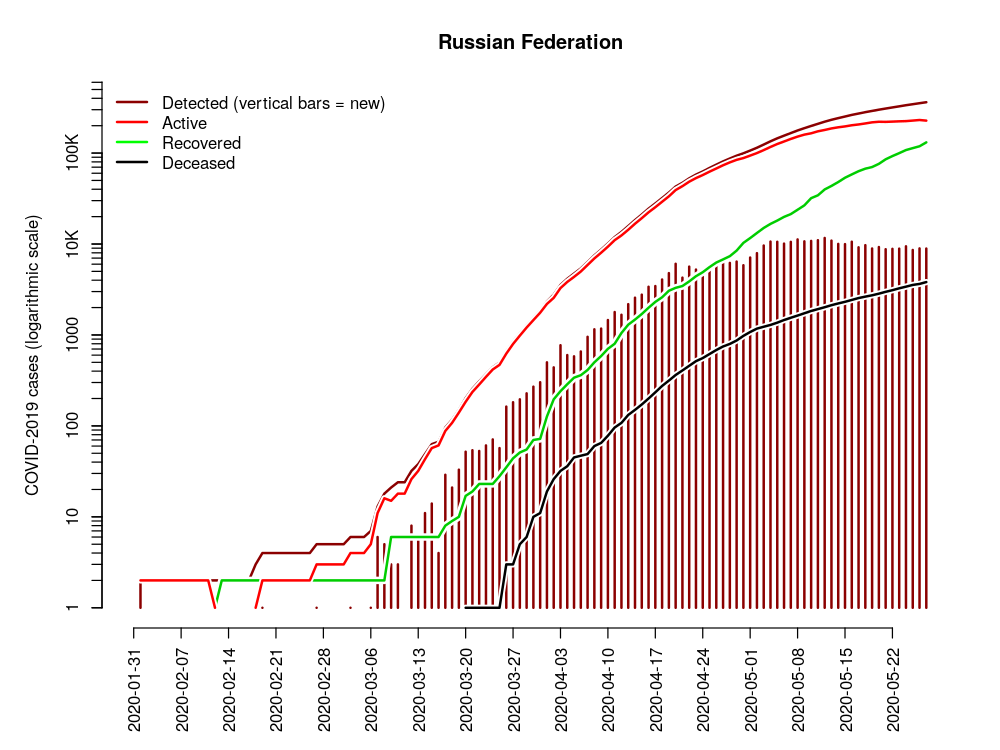 Russian Federation
Detected (vertical bars = new)
Active
Recovered
Deceased
COVID-2019 cases (logarithmic scale)
100K
10K
1000
100
10
1
2020-01-31
2020-02-07
2020-02-14
2020-02-21
2020-02-28
2020-03-06
2020-03-13
2020-03-20
2020-03-27
2020-04-03
2020-04-10
2020-04-17
2020-04-24
2020-05-01
2020-05-08
2020-05-15
2020-05-22